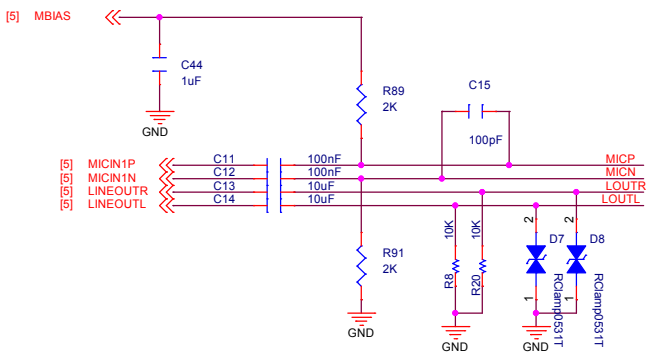 [5] MBIAS
C44
1uF
GND
R89
2K
C15
100pF
[5] MICIN1P C11 100nF MICP
[5] MICIN1N C12 100nF MICN
[5] LINEOUTR C13 10uF LOUTR
[5] LINEOUTL C14 10uF LOUTL
R91
2K
GND
R8 10K
R20 10K
GND
2 D7 1 RClamp0531T
2 D8 1 RClamp0531T
GND